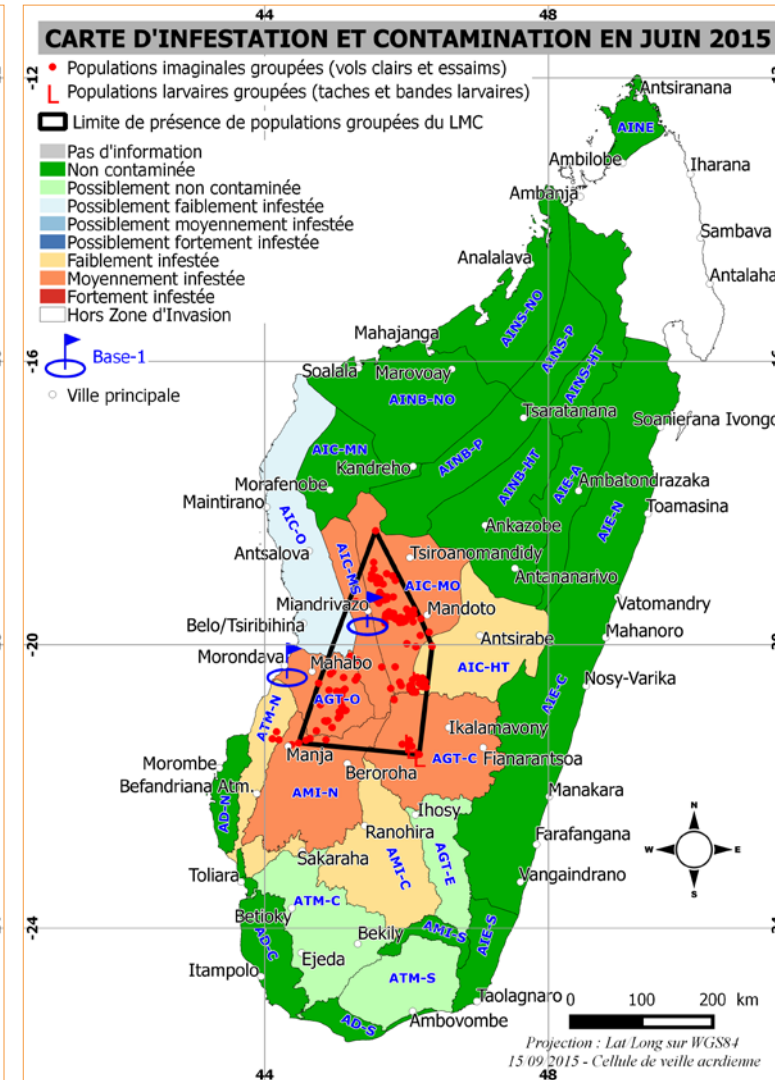 44
48
CARTE D'INFESTATION ET CONTAMINATION EN JUIN 2015
-12
Populations imaginales groupées (vols clairs et essaims)
L Populations larvaires groupées (taches et bandes larvaires)
Limite de présence de populations groupées du LMC
Pas d'information
Non contaminée
Possiblement non contaminée
Possiblement faiblement infestée
Possiblement moyennement infestée
Possiblement fortement infestée
Faiblement infestée
Moyennement infestée
Fortement infestée
Hors Zone d'Invasion
Base-1
Ville principale
Antsiranana
AINE
Ambilobe
Iharana
Ambanja
Sambava
Analalava
Antalaha
AINS-NO
Mahajanga
AINS-P
AINS-HT
-16
Soalala
Marovoay
AINB-NO
Tsaratanana
Soanierana Ivongo
AIC-MN
AINB-P
Kandreho
AINB-HT
Morafenobe
AIE-A
Ambatondrazaka
Maintirano
AIE-N
Toamasina
AIC-O
Ankazobe
Antsalova
AIC-MS
Tsiroanomandidy
AIC-MO
Antananarivo
Miandrivazo
Mandoto
Vatomandry
Belo/Tsiribihina
Antsirabe
Mahanoro
-20
Morondava
Mahabo
AIC-HT
AGT-O
AIE-C
Nosy-Varika
ATM-N
Ikalamavony
Manja
AGT-C
Fianarantsoa
L
Morombe
Beroroha
Befandriana Atm.
AMI-N
Manakara
AD-N
Ihosy
Ranohira
Farafangana
N
W
E
S
Sakaraha
AMI-C
AGT-E
Toliara
Vangaindrano
ATM-C
Betioky
-24
AD-C
Bekily
AMI-S
AIE-S
Ejeda
Itampolo
ATM-S
Taolagnaro
AD-S
Ambovombe
0 100 200 km
Projection : Lat Long sur WGS84
15 09 2015 - Cellule de veille acrdienne
44
48